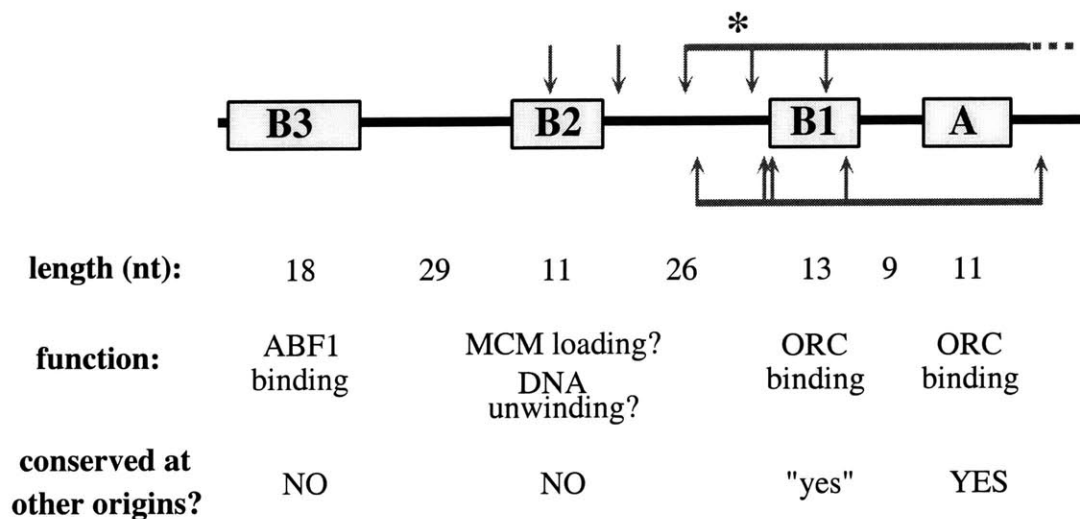 *
B3 B2 B1 A
length (nt): 18 29 11 26 13 9 11
function: ABF1 binding MCM loading? DNA unwinding? ORC binding ORC binding
conserved at other origins? NO NO "yes" YES